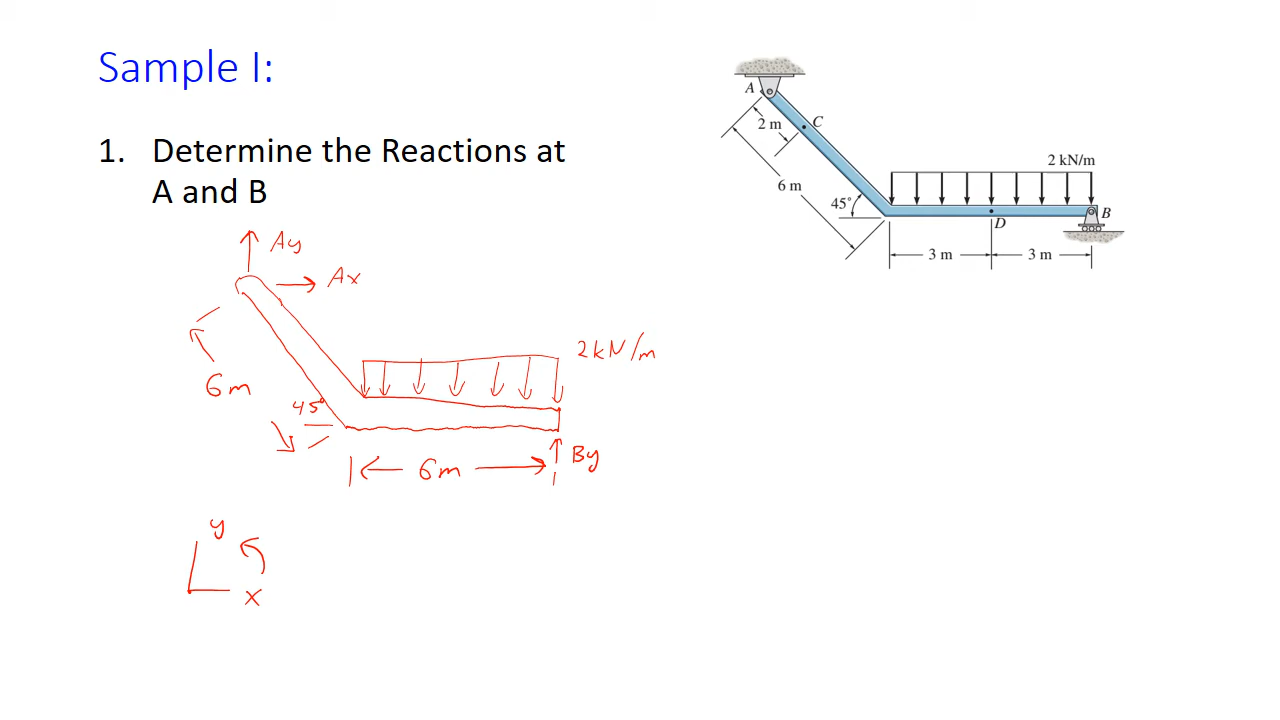 Sample I:
1. Determine the Reactions at
A and B
A
2 m
C
6 m
45°
2 kN/m
D
B
3 m
3 m
Ay
Ax
6m
45°
2kN/m
6m
By
y
x